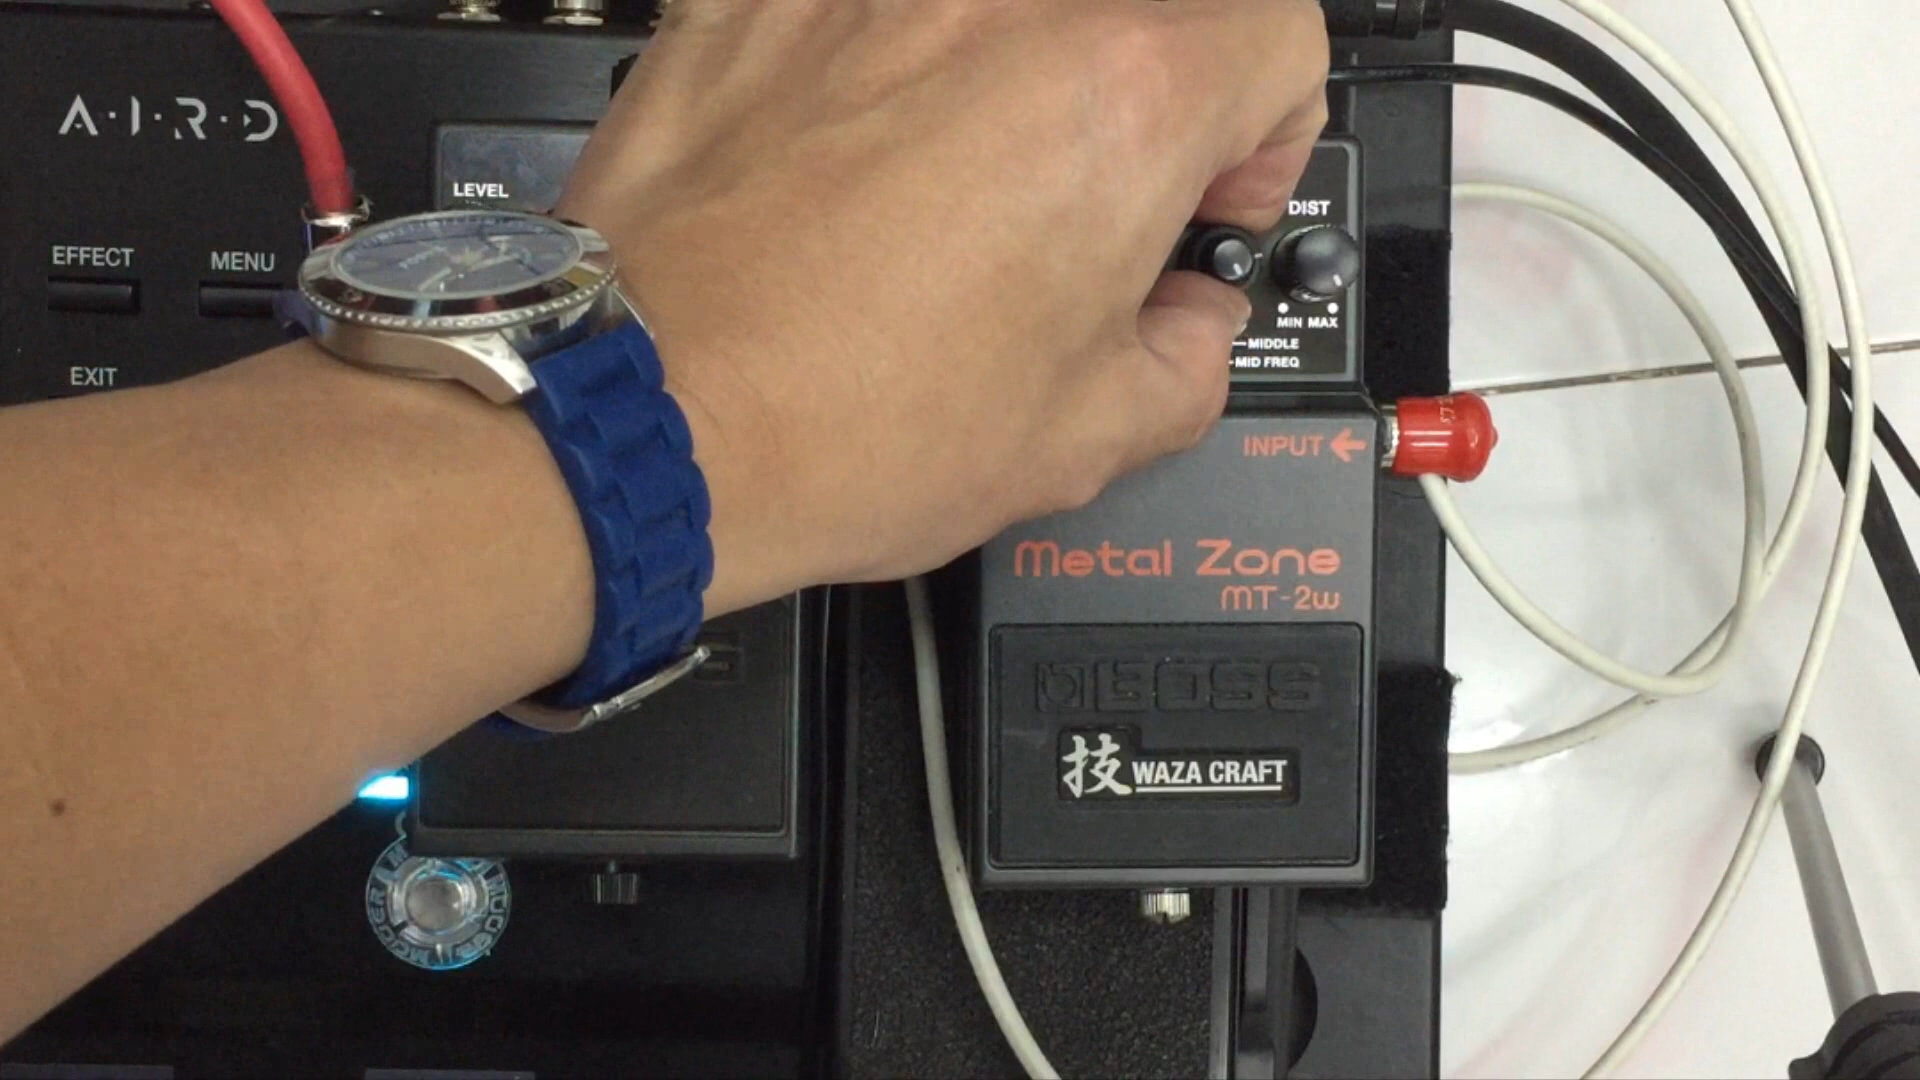 A·I·R·D
LEVEL
DIST
EFFECT
MENU
MIN MAX
MIDDLE
MID FREQ
EXIT
INPUT
Metal Zone
MT-2w
BOSS
技 WAZA CRAFT
MOOER